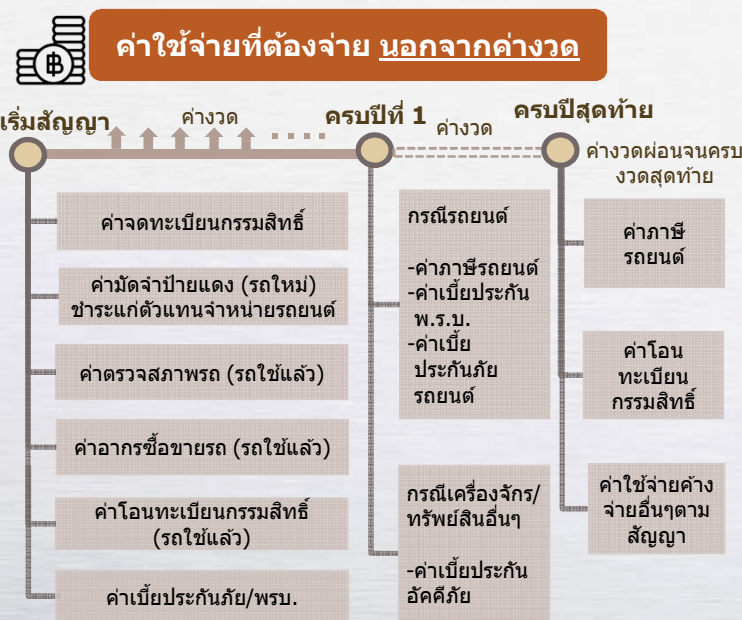 ค่าใช้จ่ายที่ต้องจ่าย นอกจากค่างวด
เริ่มสัญญา
ค่างวด
ครบปีที่ 1
ค่างวด
ครบปีสุดท้าย
ค่างวดผ่อนจนครบ
งวดสุดท้าย
ค่าจดทะเบียนกรรมสิทธิ์
ค่ามัดจำป้ายแดง (รถใหม่)
ชำระแก่ตัวแทนจำหน่ายรถยนต์
ค่าตรวจสภาพรถ (รถใช้แล้ว)
ค่าอากรซื้อขายรถ (รถใช้แล้ว)
ค่าโอนทะเบียนกรรมสิทธิ์
(รถใช้แล้ว)
ค่าเบี้ยประกันภัย/พรบ.
กรณีรถยนต์
-ค่าภาษีรถยนต์
-ค่าเบี้ยประกัน
พ.ร.บ.
-ค่าเบี้ย
ประกันภัย
รถยนต์
กรณีเครื่องจักร/
ทรัพย์สินอื่นๆ
-ค่าเบี้ยประกัน
อัคคีภัย
ค่าภาษี
รถยนต์
ค่าโอน
ทะเบียน
กรรมสิทธิ์
ค่าใช้จ่ายค้าง
จ่ายอื่นๆตาม
สัญญา